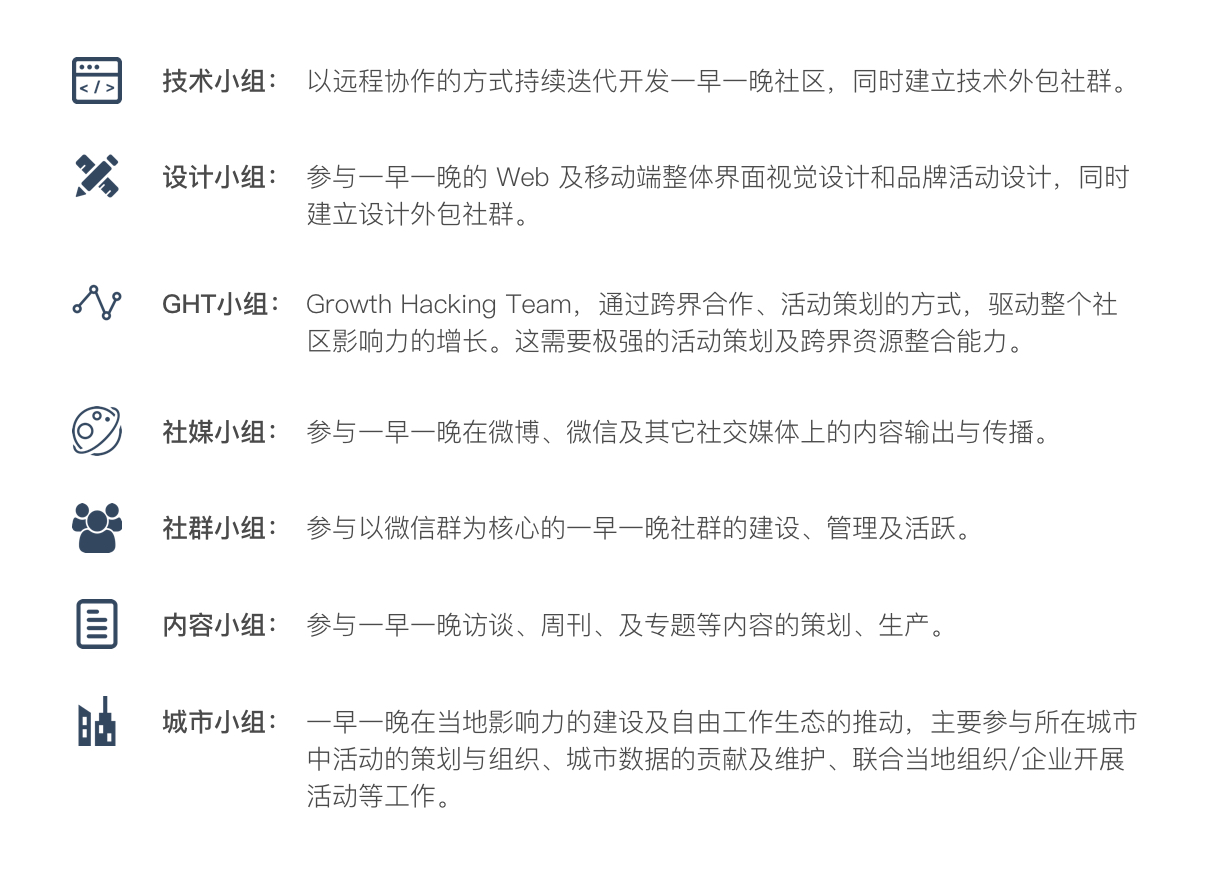 技术小组： 以远程协作的方式持续迭代开发一早一晚社区，同时建立技术外包社群。
设计小组： 参与一早一晚的 Web 及移动端整体界面视觉设计和品牌活动设计，同时
建立设计外包社群。
GHT小组： Growth Hacking Team，通过跨界合作、活动策划的方式，驱动整个社
区影响力的增长。这需要极强的活动策划及跨界资源整合能力。
社媒小组： 参与一早一晚在微博、微信及其它社交媒体上的内容输出与传播。
社群小组： 参与以微信群为核心的一早一晚社群的建设、管理及活跃。
内容小组： 参与一早一晚访谈、周刊、及专题等内容的策划、生产。
城市小组： 一早一晚在当地影响力的建设及自由工作生态的推动，主要参与所在城市
中活动的策划与组织、城市数据的贡献及维护、联合当地组织/企业开展
活动等工作。